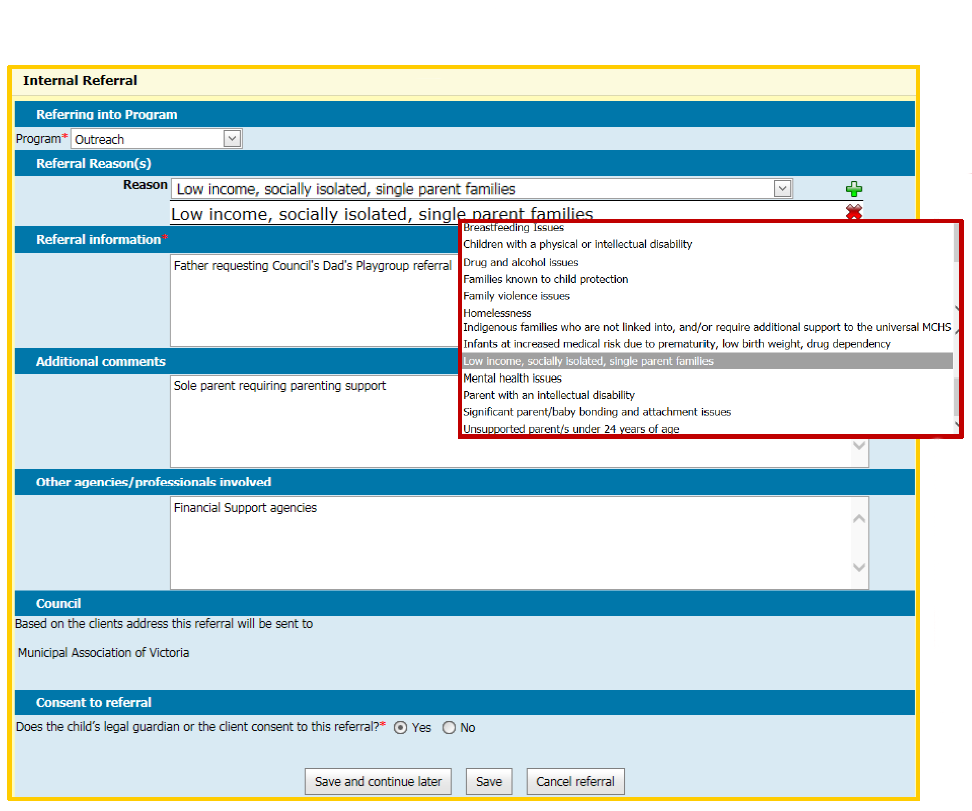 Internal Referral
Referring into Program
Program* Outreach
Referral Reason(s)
Reason Low income, socially isolated, single parent families
Low income, socially isolated, single parent families
Referral information*
Father requesting Council's Dad's Playgroup referral
Breastfeeding Issues
Children with a physical or intellectual disability
Drug and alcohol issues
Families known to child protection
Family violence issues
Homelessness
Indigenous families who are not linked into, and/or require additional support to the universal MCHS
Infants at increased medical risk due to prematurity, low birth weight, drug dependency
Low income, socially isolated, single parent families
Mental health issues
Parent with an intellectual disability
Significant parent/baby bonding and attachment issues
Unsupported parent/s under 24 years of age
Additional comments
Sole parent requiring parenting support
Other agencies/professionals involved
Financial Support agencies
Council
Based on the clients address this referral will be sent to
Municipal Association of Victoria
Consent to referral
Does the child's legal guardian or the client consent to this referral?* Yes No
Save and continue later Save Cancel referral